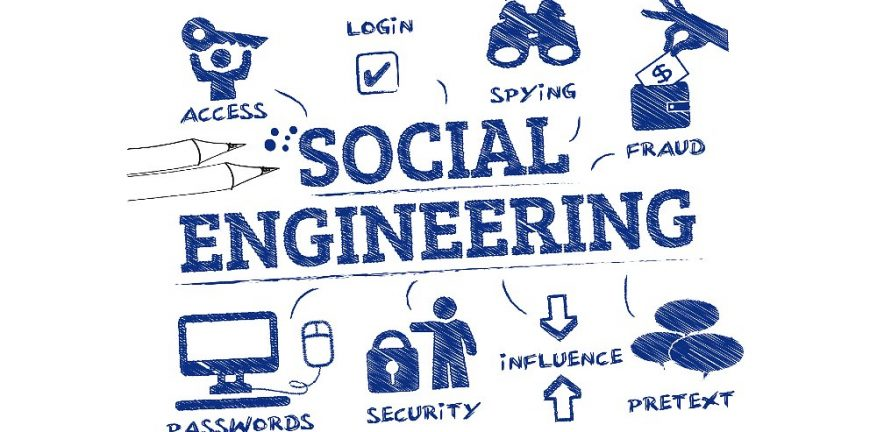 LOGiN
SPYiNG
ACCESS
FRAUD
$
SOCIAL
ENGINEERING
iNFLUENCE
PRETEXT
SECURiTY
PASSWORDS